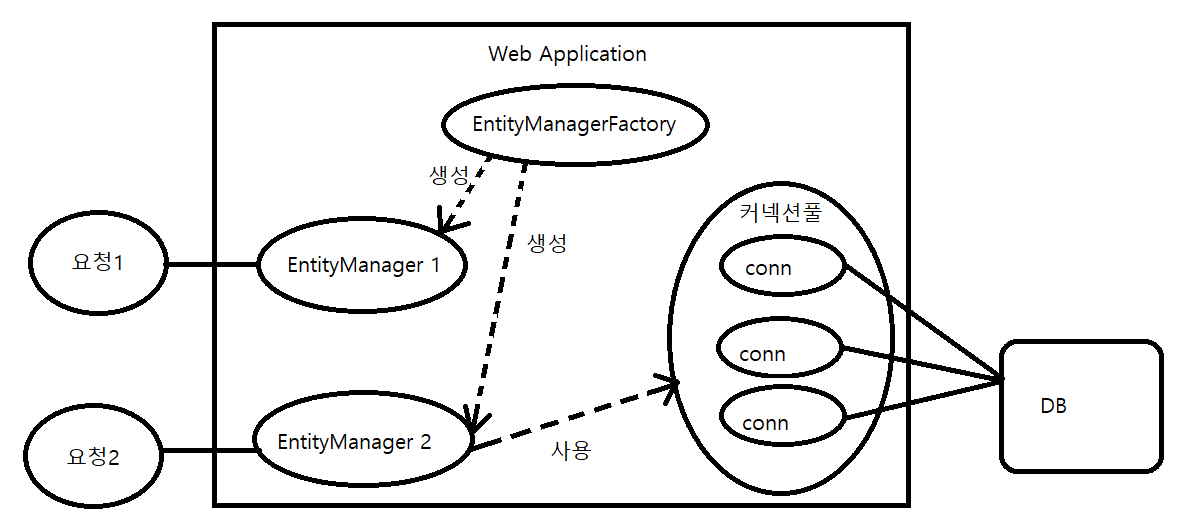 Web Application
EntityManagerFactory
생성
생성
커넥션풀
요청1
EntityManager 1
conn
conn
conn
DB
요청2
EntityManager 2
사용